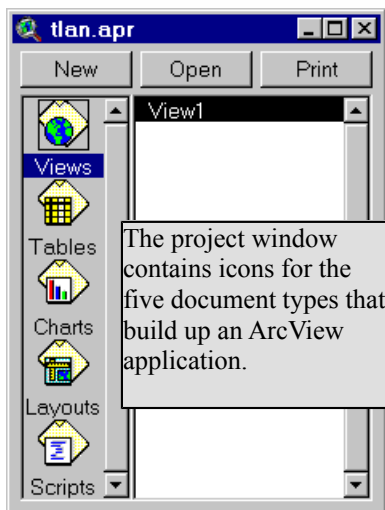 tlan.apr
New Open Print
View1
Views
Tables
Charts
Layouts
Scripts
The project window
contains icons for the
five document types that
build up an ArcView
application.